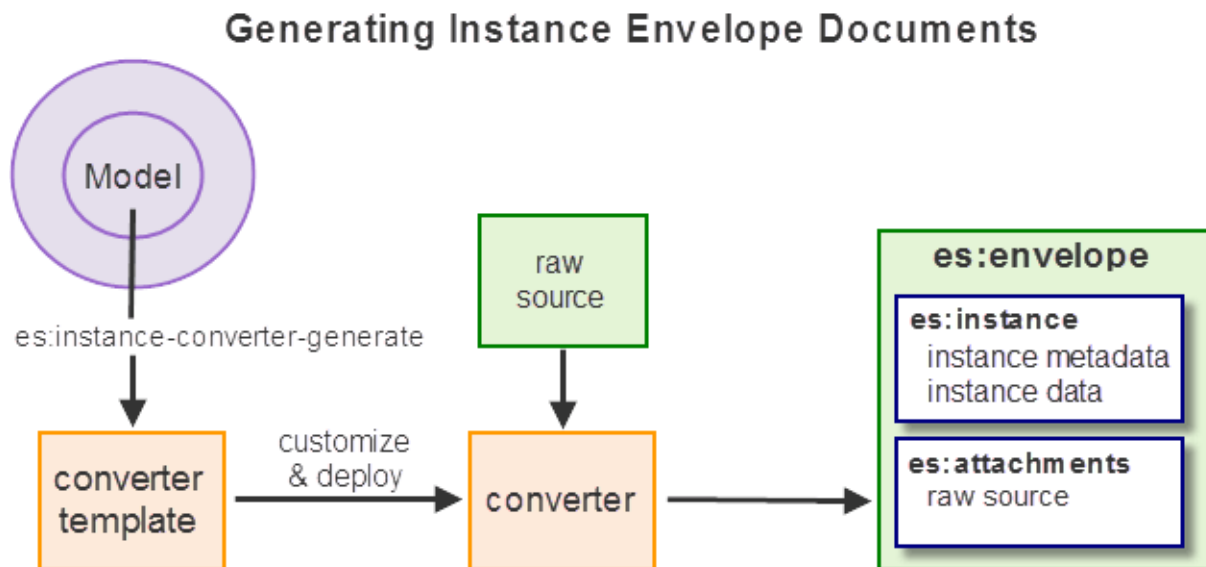 Generating Instance Envelope Documents
Model
es:instance-converter-generate
converter
template
customize
& deploy
raw
source
converter
es:envelope
es:instance
instance metadata
instance data
es:attachments
raw source